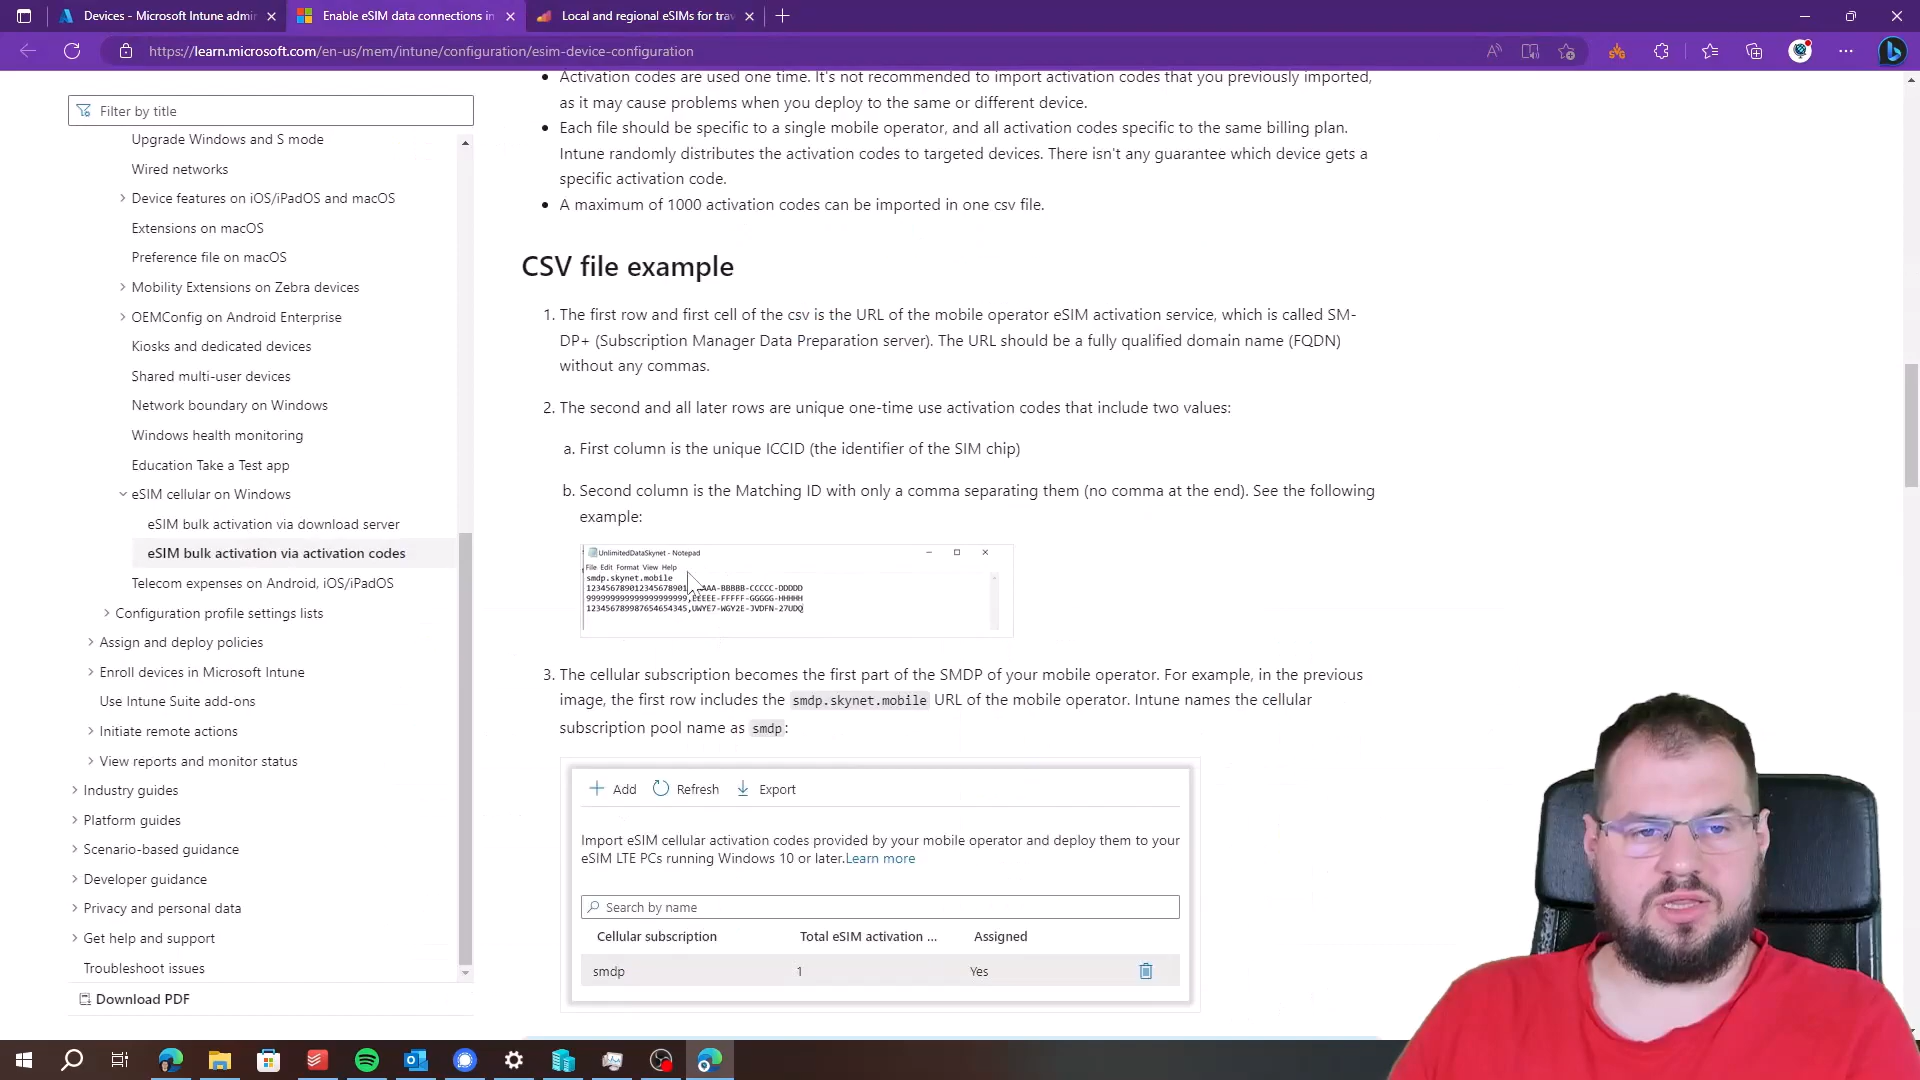 Devices - Microsoft Intune admi
Enable eSIM data connections in
Local and regional eSIMs for trav
https://learn.microsoft.com/en-us/mem/intune/configuration/esim-device-configuration
Filter by title
Upgrade Windows and S mode
Wired networks
Device features on iOS/iPadOS and macOS
Extensions on macOS
Preference file on macOS
Mobility Extensions on Zebra devices
OEMConfig on Android Enterprise
Kiosks and dedicated devices
Shared multi-user devices
Network boundary on Windows
Windows health monitoring
Education Take a Test app
eSIM cellular on Windows
eSIM bulk activation via download server
eSIM bulk activation via activation codes
Telecom expenses on Android, iOS/iPadOS
Configuration profile settings lists
Assign and deploy policies
Enroll devices in Microsoft Intune
Use Intune Suite add-ons
Initiate remote actions
View reports and monitor status
Industry guides
Platform guides
Scenario-based guidance
Developer guidance
Privacy and personal data
Get help and support
Troubleshoot issues
Download PDF
• Activation codes are used one time. It's not recommended to import activation codes that you previously imported,
as it may cause problems when you deploy to the same or different device.
• Each file should be specific to a single mobile operator, and all activation codes specific to the same billing plan.
Intune randomly distributes the activation codes to targeted devices. There isn't any guarantee which device gets a
specific activation code.
• A maximum of 1000 activation codes can be imported in one csv file.
CSV file example
1. The first row and first cell of the csv is the URL of the mobile operator eSIM activation service, which is called SM-
DP+ (Subscription Manager Data Preparation server). The URL should be a fully qualified domain name (FQDN)
without any commas.
2. The second and all later rows are unique one-time use activation codes that include two values:
a. First column is the unique ICCID (the identifier of the SIM chip)
b. Second column is the Matching ID with only a comma separating them (no comma at the end). See the following
example:
UnlimitedDataSkynet - Notepad
File Edit Format View Help
smdp.skynet.mobile
123456789012345678901 AAA-BBBBB-CCCCC-DDDDD
99999999999999999999,EEEEE-FFFFF-GGGGG-HHHHH
12345678998765465434​5,UWYE7-WGY2E-JVDFN-27UDQ
3. The cellular subscription becomes the first part of the SMDP of your mobile operator. For example, in the previous
image, the first row includes the smdp.skynet.mobile URL of the mobile operator. Intune names the cellular
subscription pool name as smdp:
Add Refresh Export
Import eSIM cellular activation codes provided by your mobile operator and deploy them to your
eSIM LTE PCs running Windows 10 or later.Learn more
Search by name
Cellular subscription Total eSIM activation ... Assigned
smdp 1 Yes